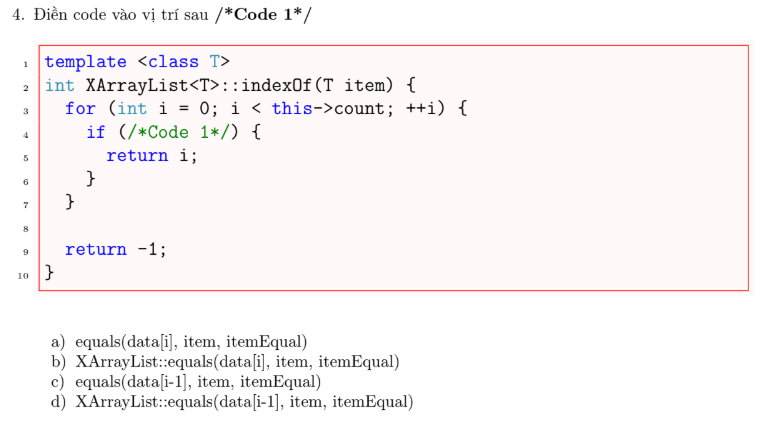 4. Điền code vào vị trí sau /*Code 1*/
1 template <class T>
2 int XArrayList<T>::indexOf(T item) {
3 for (int i = 0; i < this->count; ++i) {
4 if (/*Code 1*/) {
5 return i;
6 }
7 }
8
9 return -1;
10 }
a) equals(data[i], item, itemEqual)
b) XArrayList::equals(data[i], item, itemEqual)
c) equals(data[i-1], item, itemEqual)
d) XArrayList::equals(data[i-1], item, itemEqual)